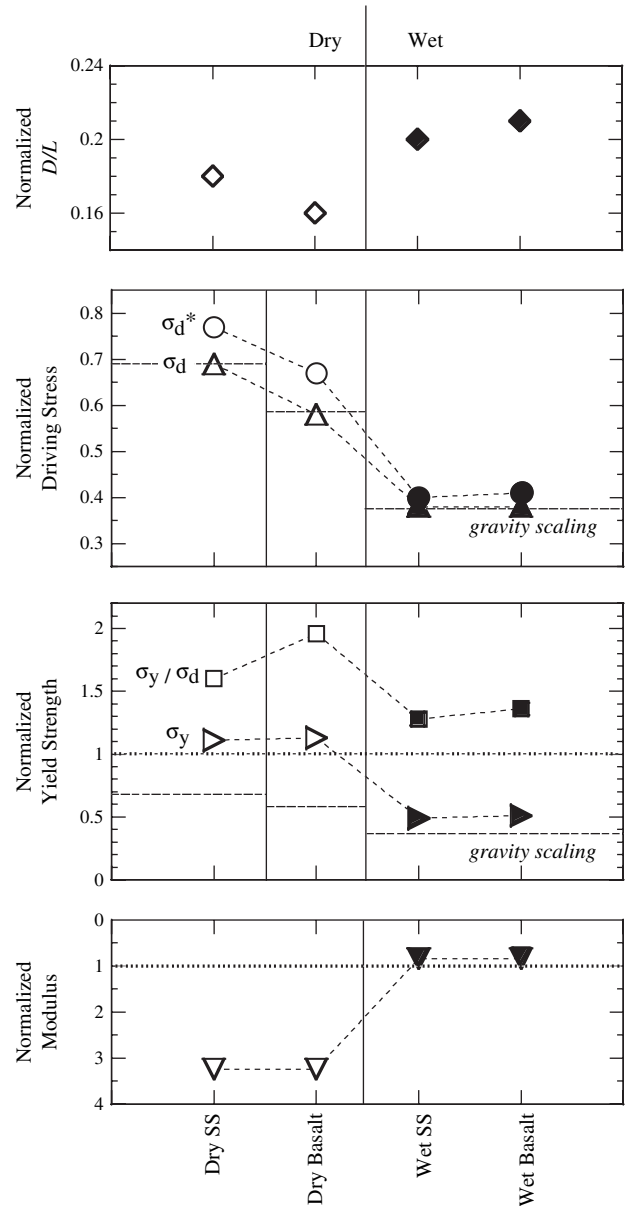 Dry Wet
Normalized
D/L
0.24
0.2
0.16
Normalized
Driving Stress
0.8
0.7
0.6
0.5
0.4
0.3
σd*
σd
gravity scaling
Normalized
Yield Strength
2
1.5
1
0.5
0
σy / σd
σy
gravity scaling
Normalized
Modulus
0
1
2
3
4
Dry SS
Dry Basalt
Wet SS
Wet Basalt